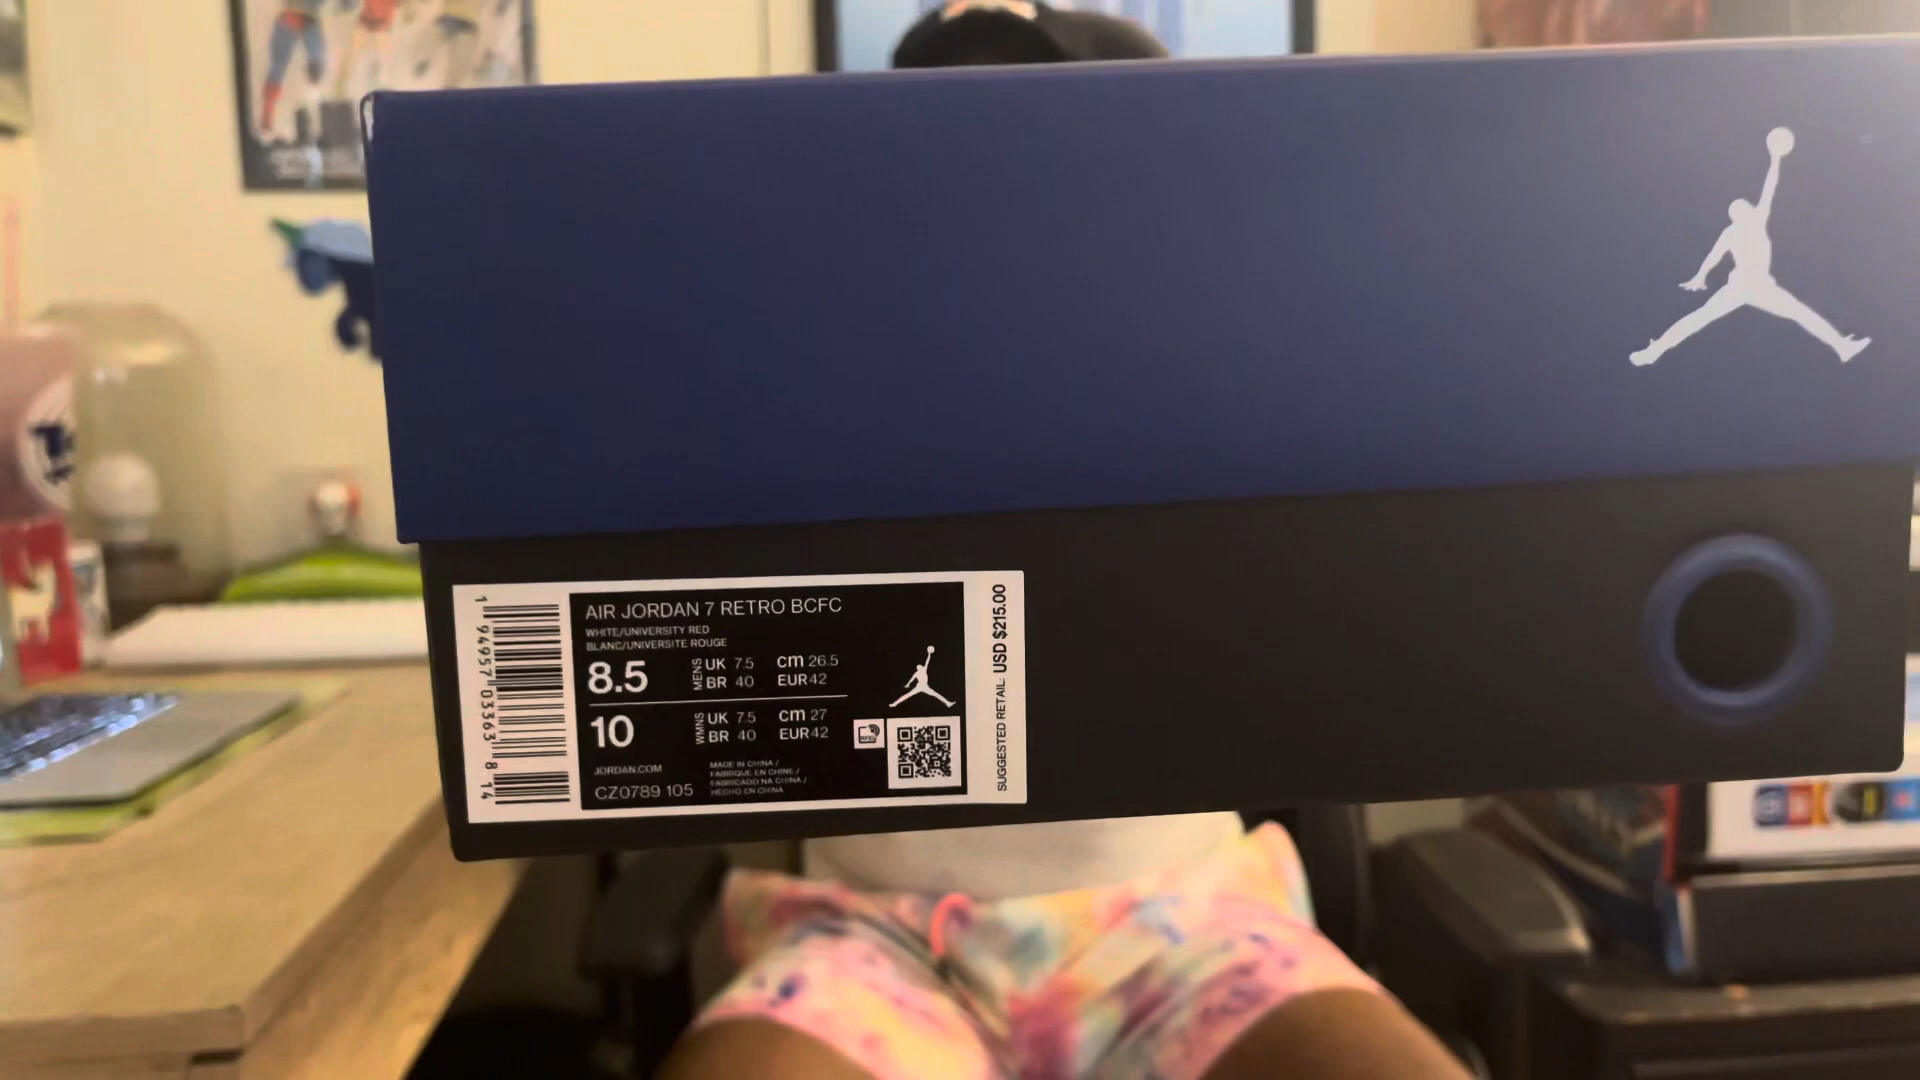 AIR JORDAN 7 RETRO BCFC
WHITE/UNIVERSITY RED
BLANC/UNIVERSITE ROUGE
8.5
MENS
UK 7.5
cm 26.5
BR 40
EUR 42
10
WMNS
UK 7.5
cm 27
BR 40
EUR 42
JORDAN.COM
CZ0789 105
MADE IN CHINA /
FABRIQUÉ EN CHINE /
FABRICADO NA CHINA /
HECHO EN CHINA
SUGGESTED RETAIL: USD $215.00
1 94957 03363 8 14